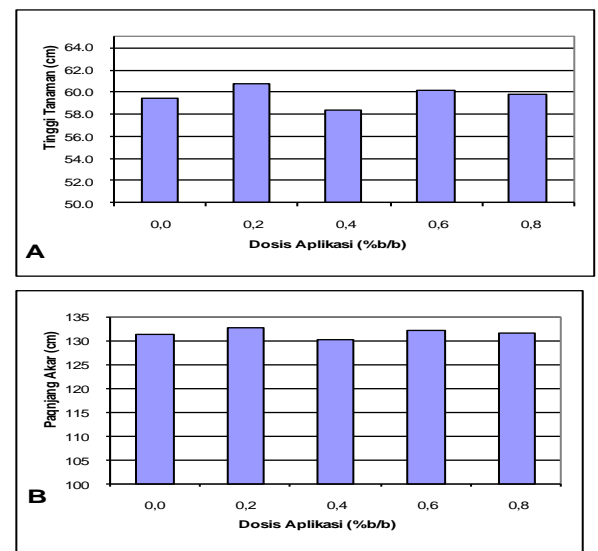 Tinggi Tanaman (cm)
64.0
62.0
60.0
58.0
56.0
54.0
52.0
50.0
0,0 0,2 0,4 0,6 0,8
Dosis Aplikasi (%b/b)
A
Paqnjang Akar (cm)
135
130
125
120
115
110
105
100
0,0 0,2 0,4 0,6 0,8
Dosis Aplikasi (%b/b)
B